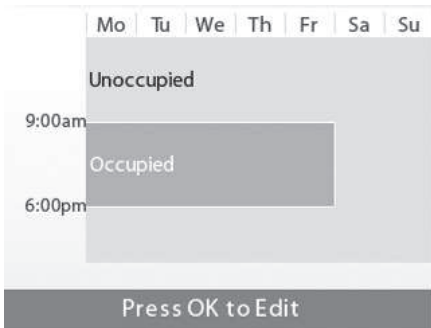 Mo Tu We Th Fr Sa Su
Unoccupied
9:00am
Occupied
6:00pm
Press OK to Edit